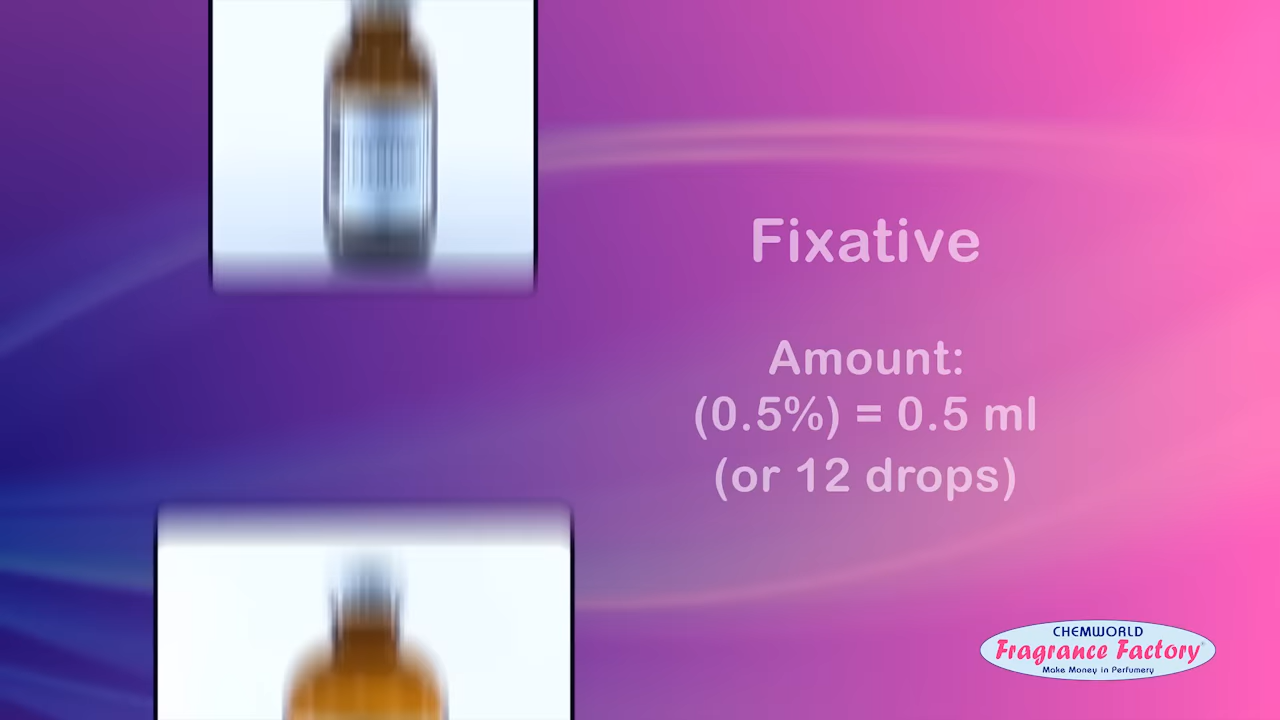 Fixative
Amount:
(0.5%) = 0.5 ml
(or 12 drops)
CHEMWORLD
Fragrance Factory®
Make Money in Perfumery